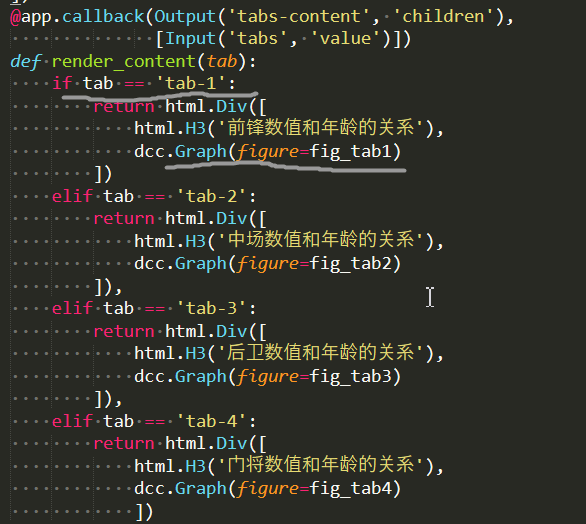 @app.callback(Output('tabs-content', 'children'),
              [Input('tabs', 'value')])
def render_content(tab):
    if tab == 'tab-1':
        return html.Div([
            html.H3('前锋数值和年龄的关系'),
            dcc.Graph(figure=fig_tab1)
        ])
    elif tab == 'tab-2':
        return html.Div([
            html.H3('中场数值和年龄的关系'),
            dcc.Graph(figure=fig_tab2)
        ]),
    elif tab == 'tab-3':
        return html.Div([
            html.H3('后卫数值和年龄的关系'),
            dcc.Graph(figure=fig_tab3)
        ]),
    elif tab == 'tab-4':
        return html.Div([
            html.H3('门将数值和年龄的关系'),
            dcc.Graph(figure=fig_tab4)
            ])